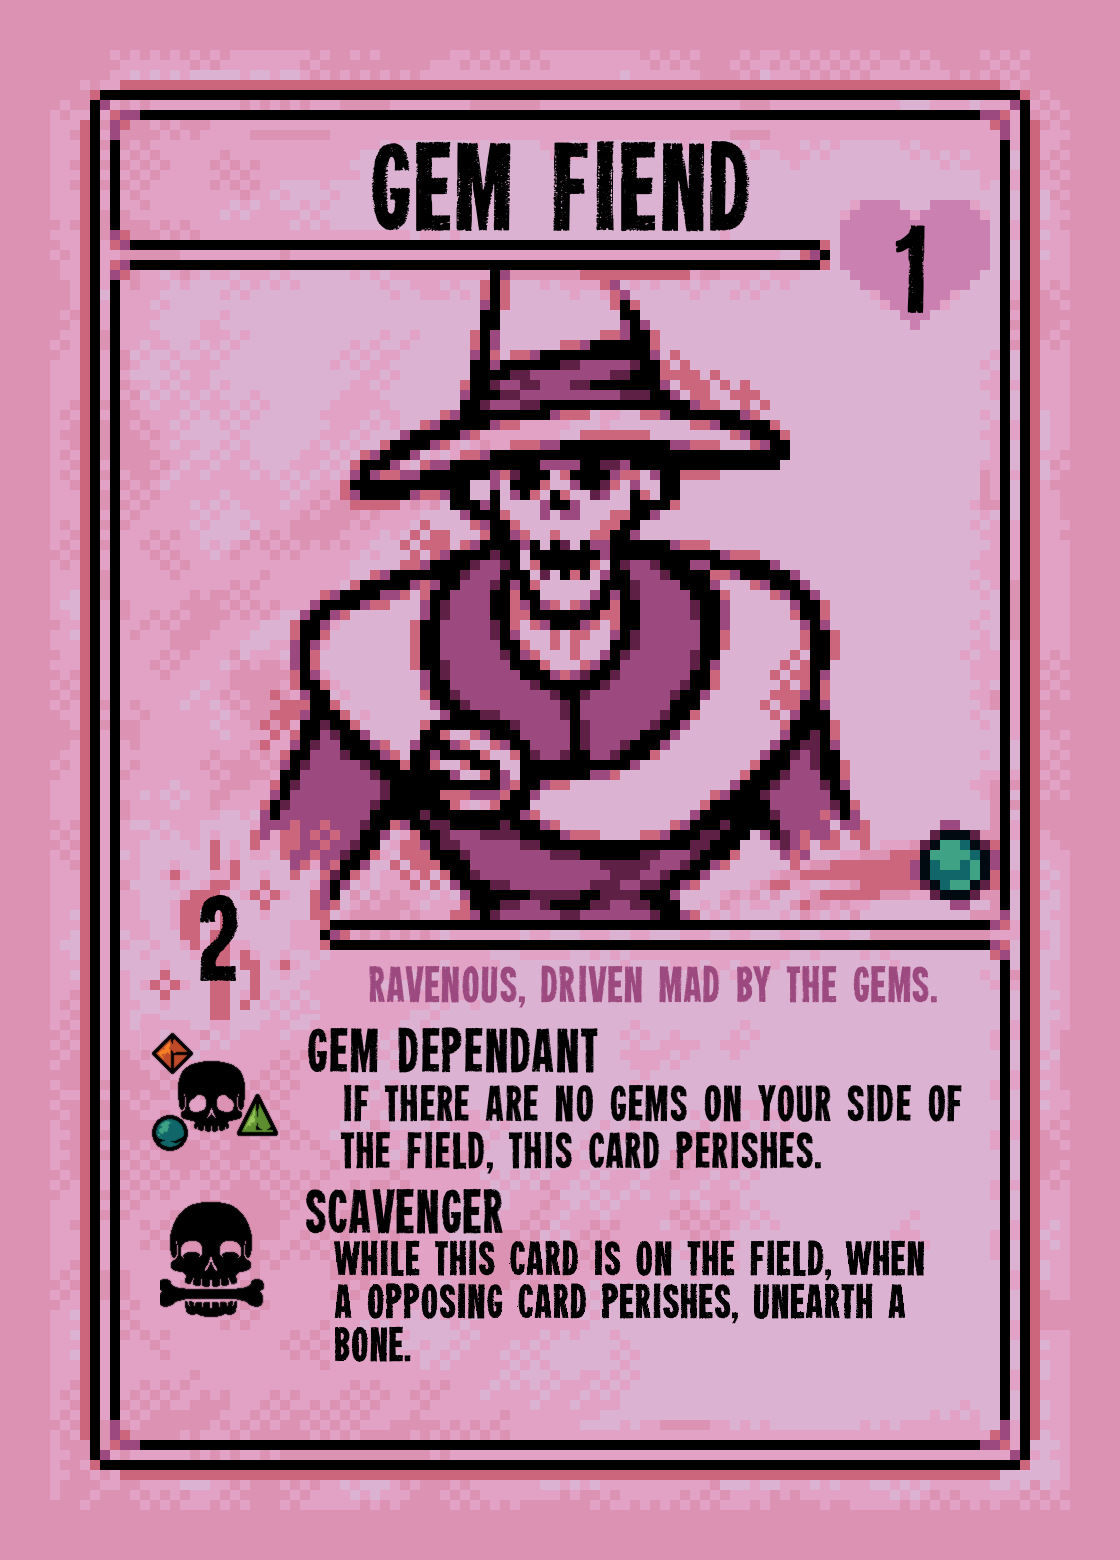 GEM FIEND
1
2
RAVENOUS, DRIVEN MAD BY THE GEMS.
GEM DEPENDANT
IF THERE ARE NO GEMS ON YOUR SIDE OF
THE FIELD, THIS CARD PERISHES.
SCAVENGER
WHILE THIS CARD IS ON THE FIELD, WHEN
A OPPOSING CARD PERISHES, UNEARTH A
BONE.